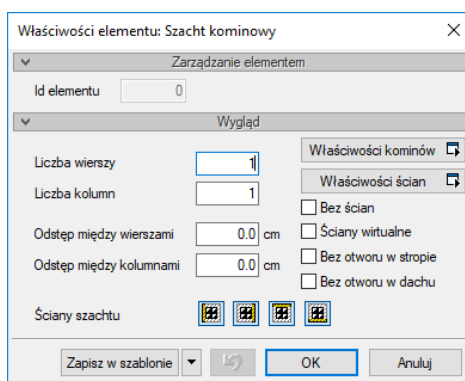 Właściwości elementu: Szacht kominowy
Zarządzanie elementem
Id elementu 0
Wygląd
Liczba wierszy 1
Liczba kolumn 1
Odstęp między wierszami 0.0 cm
Odstęp między kolumnami 0.0 cm
Właściwości kominów
Właściwości ścian
Bez ścian
Ściany wirtualne
Bez otworu w stropie
Bez otworu w dachu
Ściany szachtu
Zapisz w szablonie
OK
Anuluj